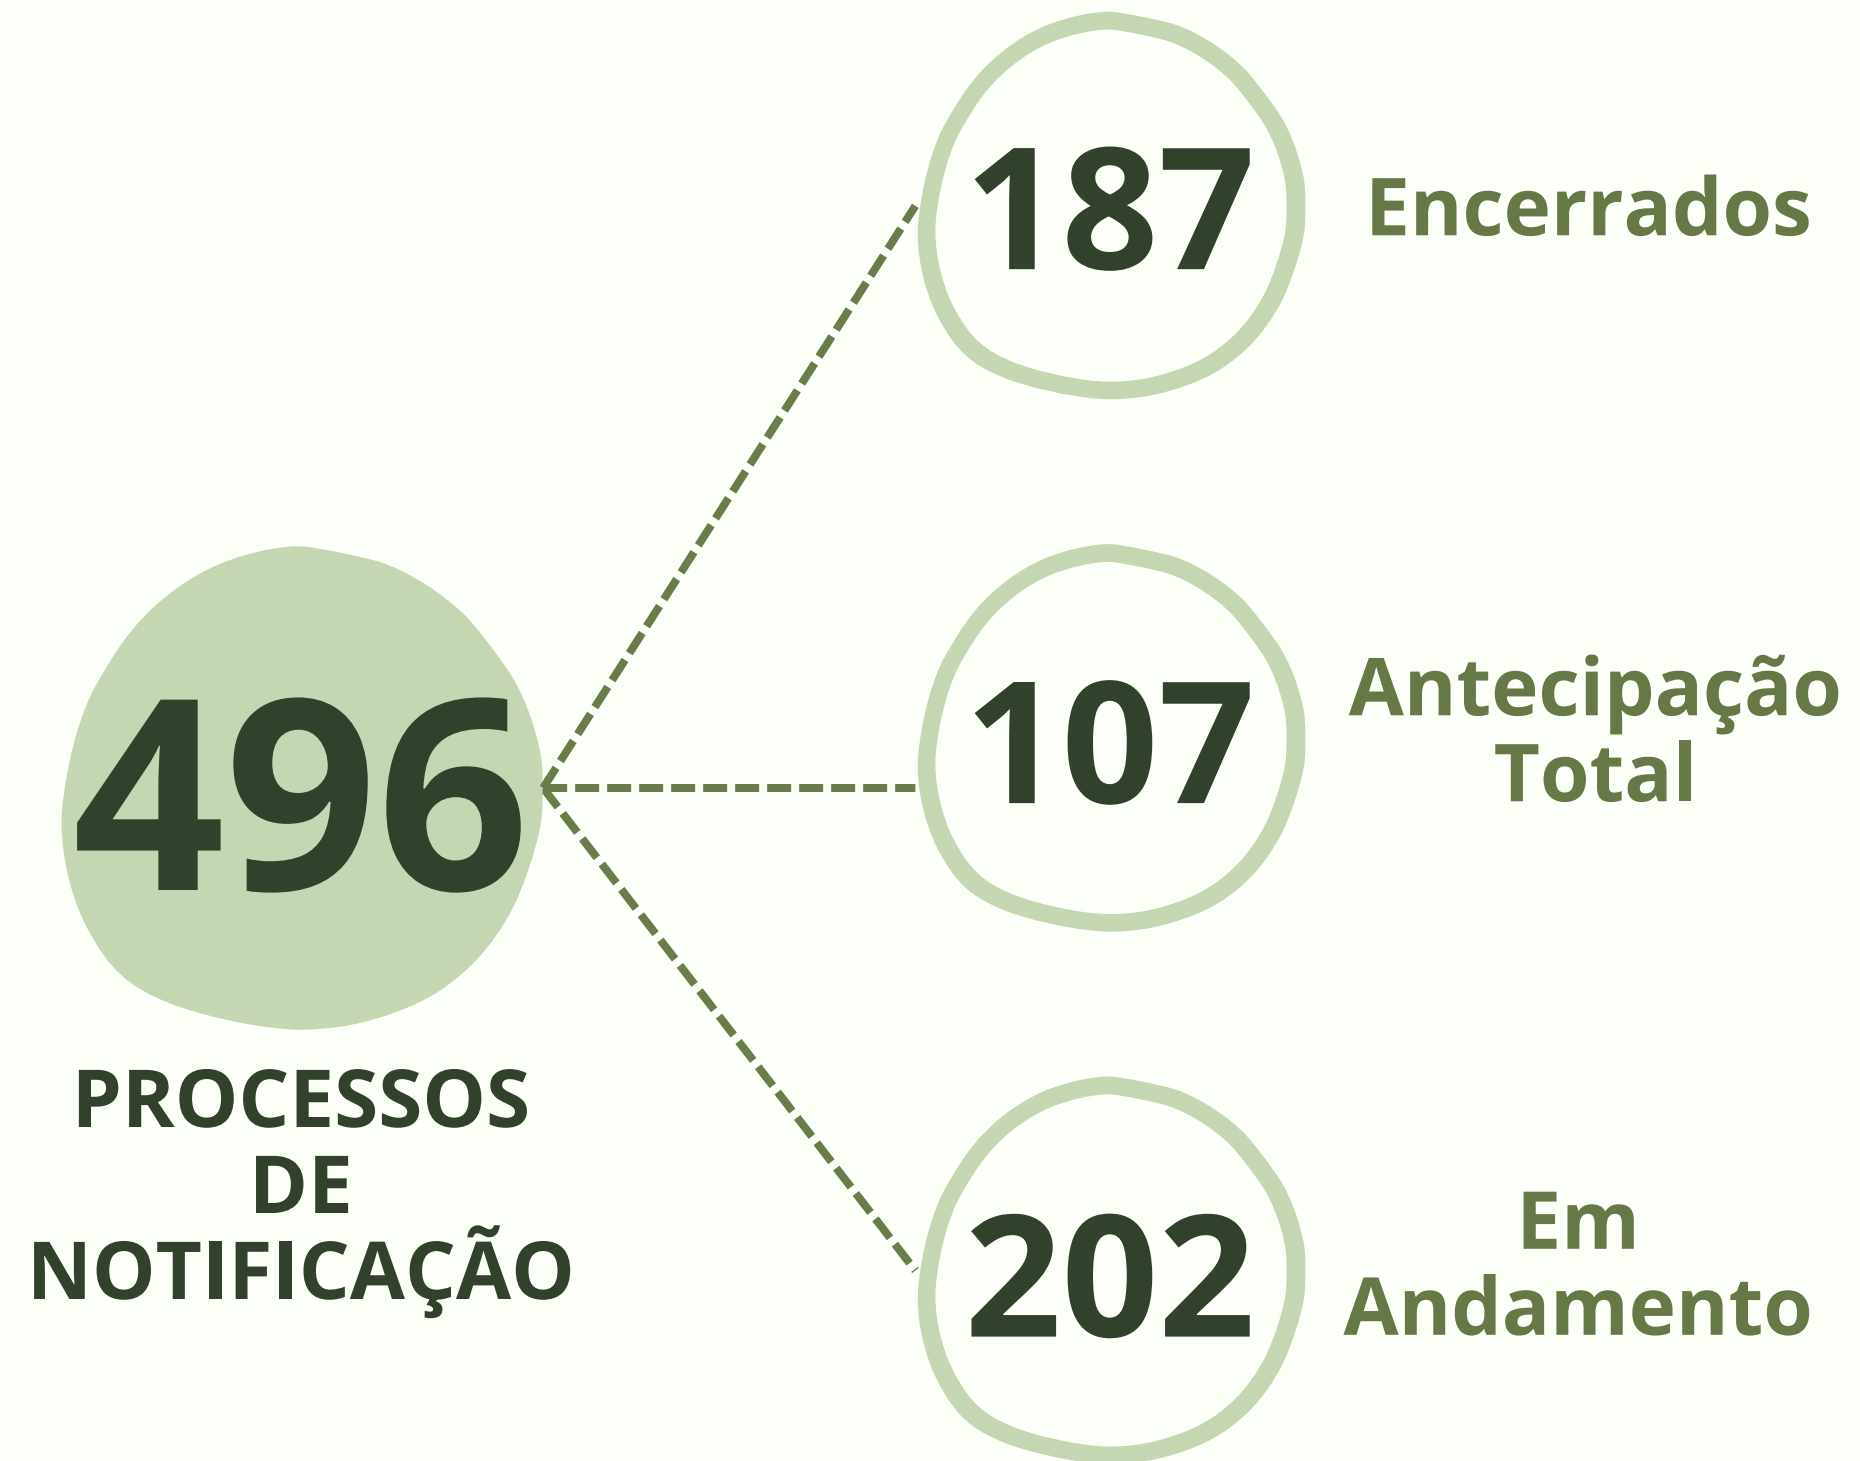 187
Encerrados
496
PROCESSOS
DE
NOTIFICAÇÃO
107
Antecipação
Total
202
Em
Andamento